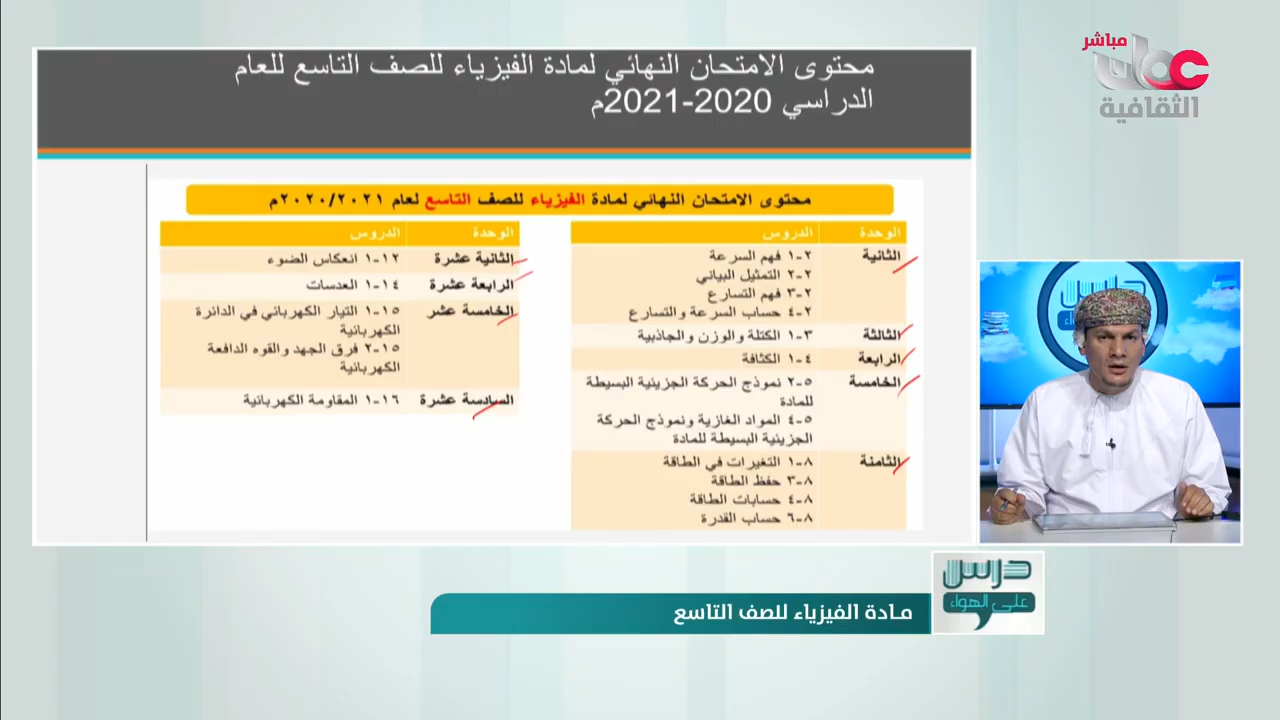 مباشر
عمان
الثقافية
محتوى الامتحان النهائي لمادة الفيزياء للصف التاسع للعام
الدراسي 2020-2021م
محتوى الامتحان النهائي لمادة الفيزياء للصف التاسع لعام ٢٠٢٠/٢٠٢١م
الوحدة الدروس
الثانية ٢-١ فهم السرعة
٢-٢ التمثيل البياني
٢-٣ فهم التسارع
٢-٤ حساب السرعة والتسارع
الثالثة ٣-١ الكتلة والوزن والجاذبية
الرابعة ٤-١ الكثافة
الخامسة ٥-٢ نموذج الحركة الجزيئية البسيطة
للمادة
٥-٤ المواد الغازية ونموذج الحركة
الجزيئية البسيطة للمادة
الثامنة ٨-١ التغيرات في الطاقة
٨-٣ حفظ الطاقة
٨-٤ حسابات الطاقة
٨-٦ حساب القدرة
الوحدة الدروس
الثانية عشرة ١٢-١ انعكاس الضوء
الرابعة عشرة ١٤-١ العدسات
الخامسة عشر ١٥-١ التيار الكهربائي في الدائرة
الكهربائية
١٥-٢ فرق الجهد والقوه الدافعة
الكهربائية
السادسة عشرة ١٦-١ المقاومة الكهربائية
درس
على الهواء
مادة الفيزياء للصف التاسع